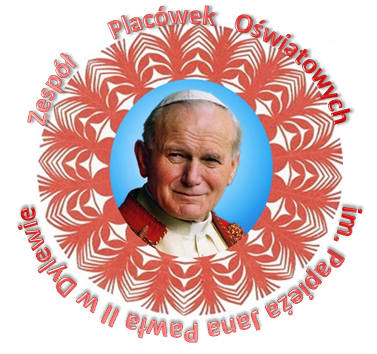 Zespół Placówek Oświatowych
im. Papieża Jana Pawła II w Dylewie